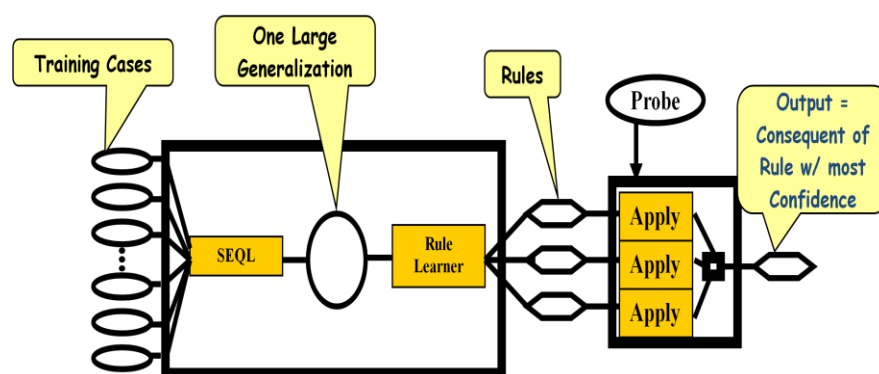 Training Cases
One Large
Generalization
Rules
Probe
Output =
Consequent of
Rule w/ most
Confidence
SEQL
Rule
Learner
Apply
Apply
Apply